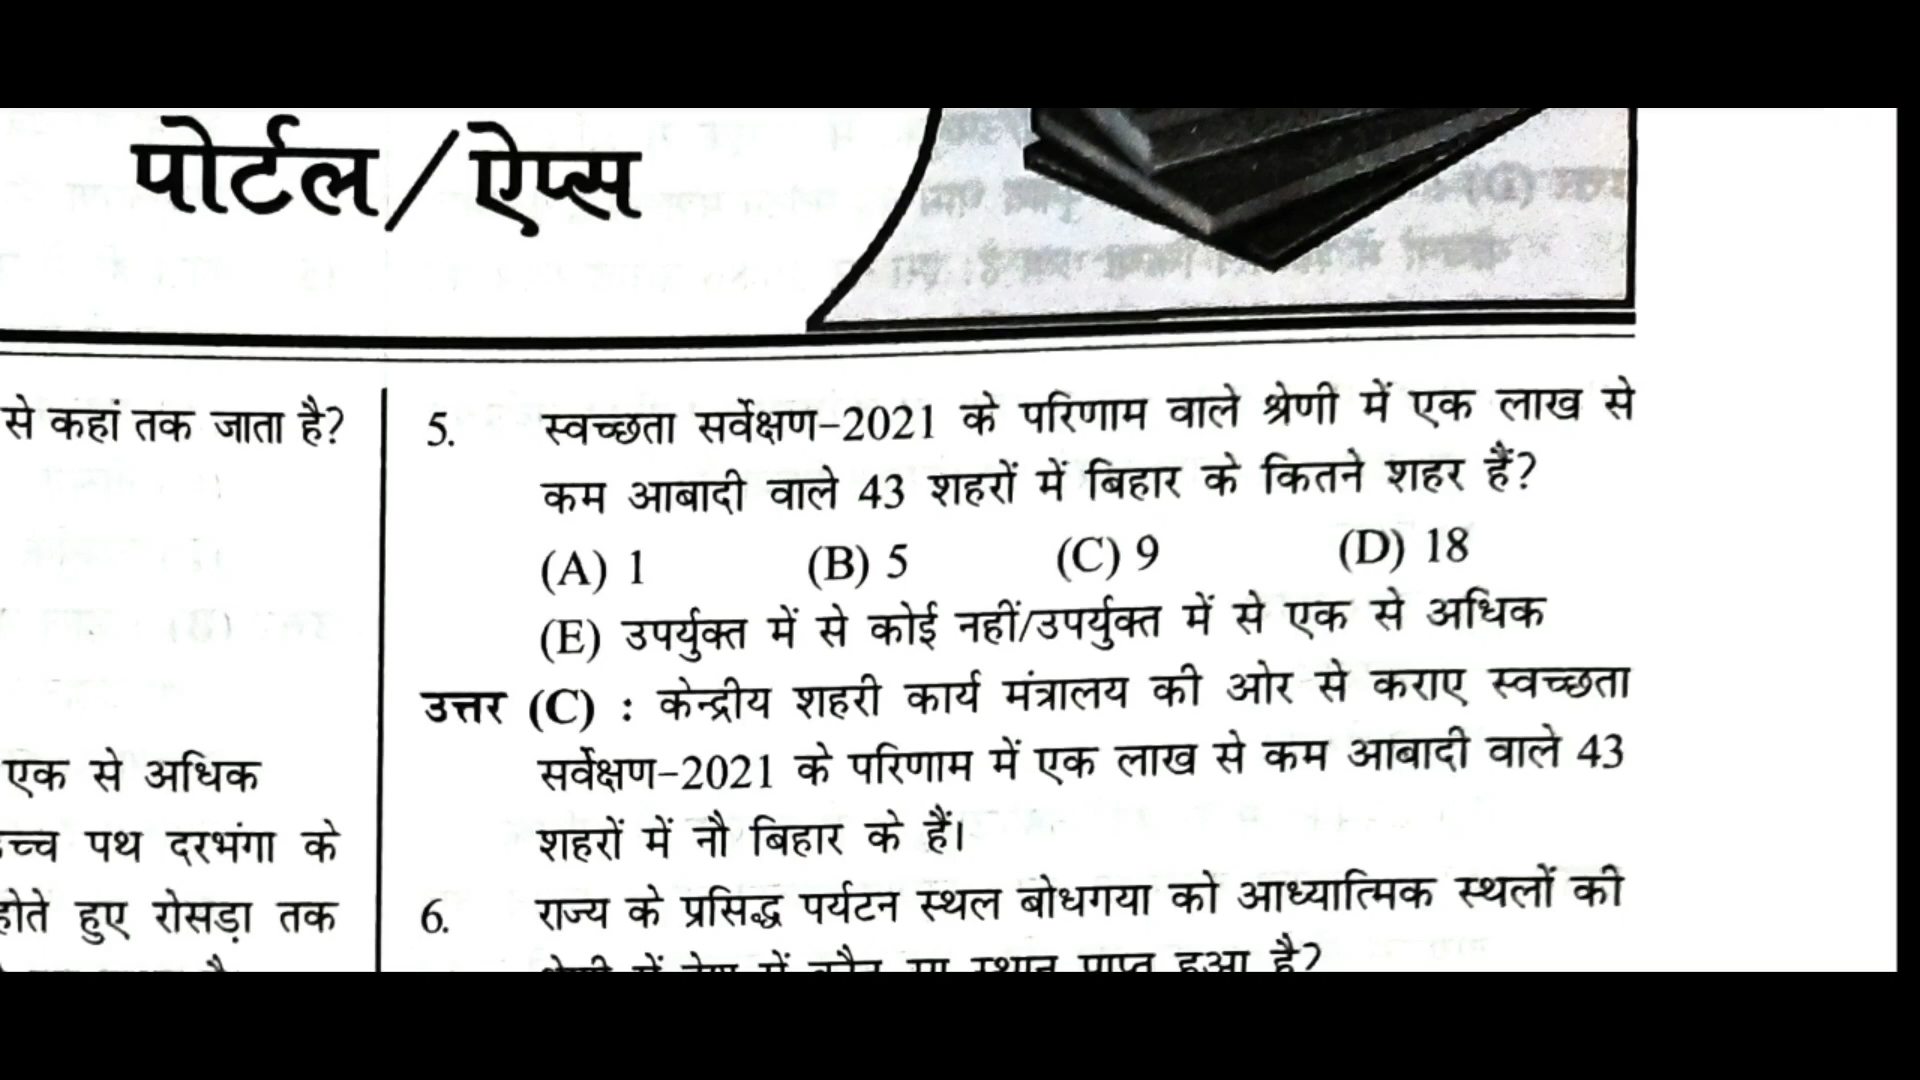 पोर्टल/ऐप्स
से कहां तक जाता है?
एक से अधिक
पथ दरभंगा के
होते हुए रोसड़ा तक
5. स्वच्छता सर्वेक्षण-2021 के परिणाम वाले श्रेणी में एक लाख से
कम आबादी वाले 43 शहरों में बिहार के कितने शहर हैं?
(A) 1 (B) 5 (C) 9 (D) 18
(E) उपर्युक्त में से कोई नहीं/उपर्युक्त में से एक से अधिक
उत्तर (C) : केन्द्रीय शहरी कार्य मंत्रालय की ओर से कराए स्वच्छता
सर्वेक्षण-2021 के परिणाम में एक लाख से कम आबादी वाले 43
शहरों में नौ बिहार के हैं।
6. राज्य के प्रसिद्ध पर्यटन स्थल बोधगया को आध्यात्मिक स्थलों की
श्रेणी में देश में कौन सा स्थान प्राप्त हुआ है?